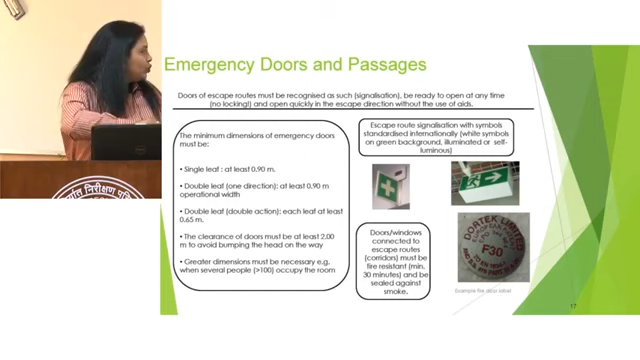 Emergency Doors and Passages
Doors of escape routes must be recognised as such (signalisation), be ready to open at any time
(no locking!) and open quickly in the escape direction without the use of aids.
The minimum dimensions of emergency doors
must be:
• Single leaf : at least 0.90 m.
• Double leaf (one direction): at least 0.90 m
operational width
• Double leaf (double action): each leaf at least
0.65 m.
• The clearance of doors must be at least 2.00
m to avoid bumping the head on the way
• Greater dimensions must be necessary e.g.
when several people (>100) occupy the room
Escape route signalisation with symbols
standardised internationally (white symbols
on green background, illuminated or self-
luminous)
Doors/windows
connected to
escape routes
(corridors) must be
fire resistant (min.
30 minutes) and be
sealed against
smoke.
DORTEK LIMITED
F30
Example fire door label
17
निरीक्षण